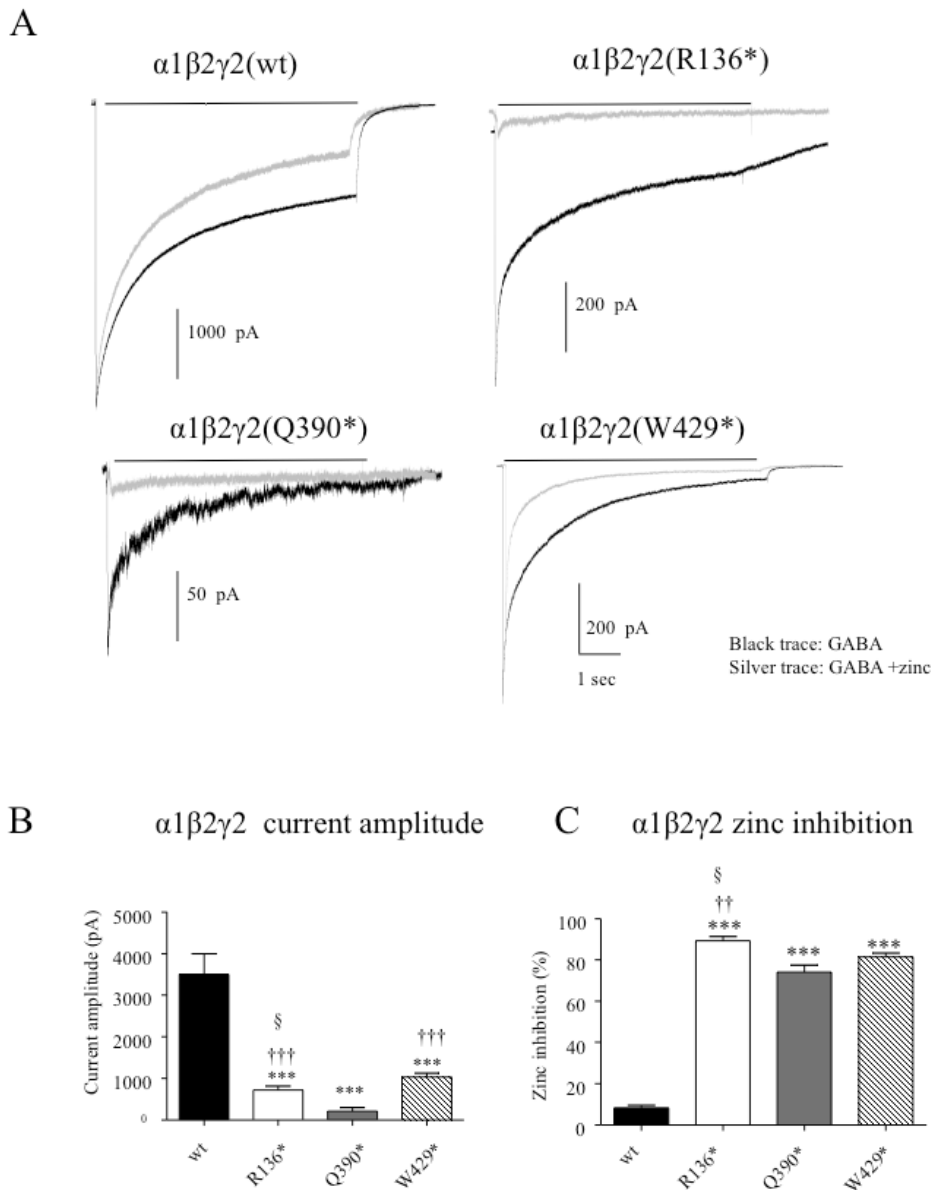 A
α1β2γ2(wt)
α1β2γ2(R136*)
1000 pA
200 pA
α1β2γ2(Q390*)
α1β2γ2(W429*)
50 pA
200 pA
1 sec
Black trace: GABA
Silver trace: GABA +zinc
B
α1β2γ2 current amplitude
Current amplitude (pA)
5000
4000
3000
2000
1000
0
§
†††
***
***
†††
***
wt
R136*
Q390*
W429*
C
α1β2γ2 zinc inhibition
Zinc inhibition (%)
100
80
60
40
20
0
§
††
***
***
***
wt
R136*
Q390*
W429*